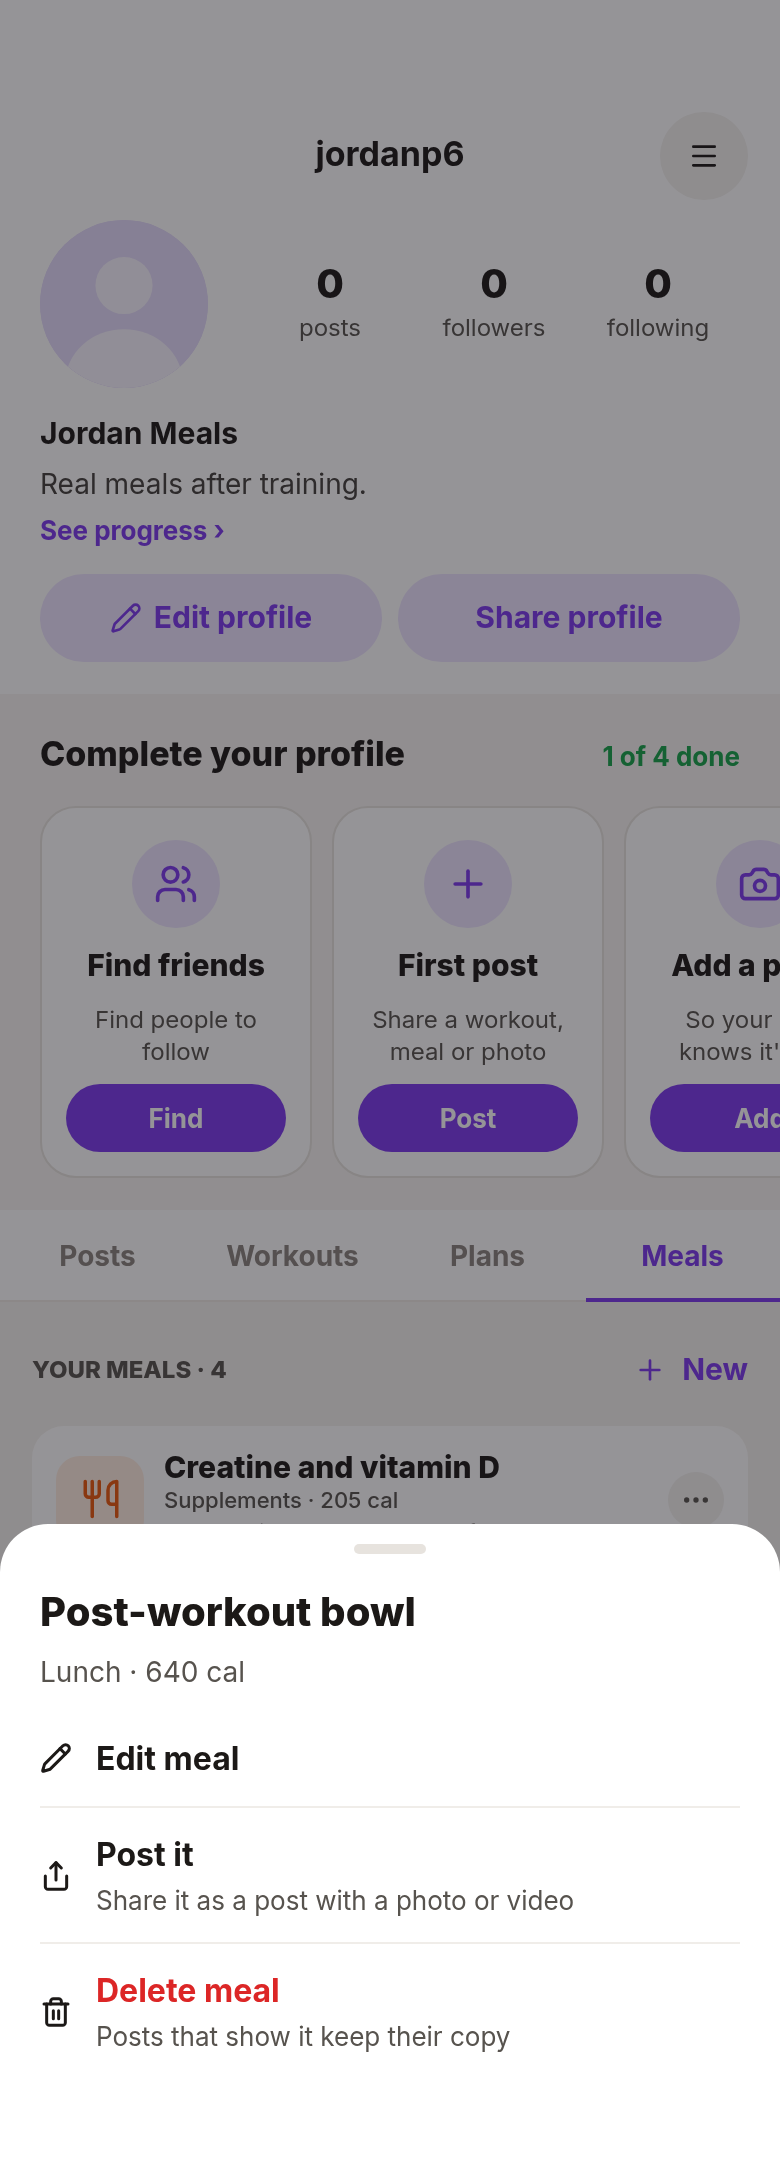 jordanp6
0
0
0
posts
followers
following
Jordan Meals
Real meals after training.
See progress ›
Edit profile
Share profile
Complete your profile
1 of 4 done
Find friends
Find people to
follow
Find
First post
Share a workout,
meal or photo
Post
Add a
So your
knows
Posts
Workouts
Plans
Meals
YOUR MEALS · 4
New
Creatine and vitamin D
Supplements · 205 cal
Post-workout bowl
Lunch · 640 cal
Edit meal
Post it
Share it as a post with a photo or video
Delete meal
Posts that show it keep their copy